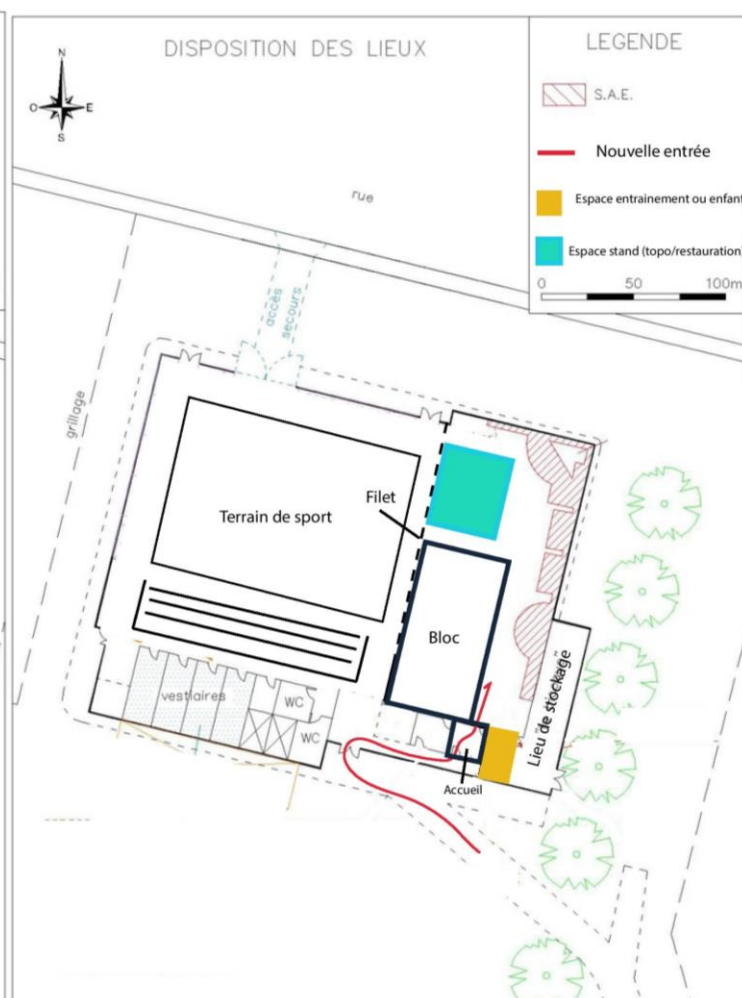 DISPOSITION DES LIEUX
N
O
E
S
LEGENDE
S.A.E.
Nouvelle entrée
Espace entrainement ou enfant
Espace stand (topo/restauration)
0
50
100m
rue
accès
secours
grillage
Terrain de sport
Filet
Bloc
vestiaires
WC
WC
Lieu de stockage
Accueil